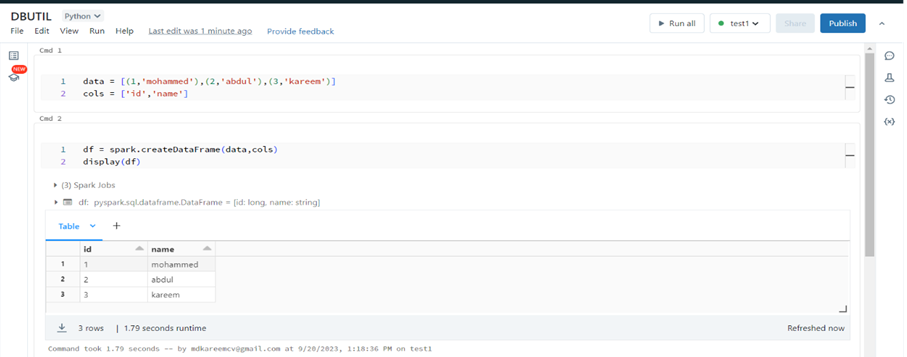 DBUTIL Python
File Edit View Run Help Last edit was 1 minute ago Provide feedback
Run all test1 Share Publish
NEW
Cmd 1
1 data = [(1,'mohammed'),(2,'abdul'),(3,'kareem')]
2 cols = ['id','name']
Cmd 2
1 df = spark.createDataFrame(data,cols)
2 display(df)
(3) Spark Jobs
df: pyspark.sql.dataframe.DataFrame = [id: long, name: string]
Table +
id name
1 1 mohammed
2 2 abdul
3 3 kareem
3 rows | 1.79 seconds runtime Refreshed now
Command took 1.79 seconds -- by mdkareemcv@gmail.com at 9/20/2023, 1:18:36 PM on test1